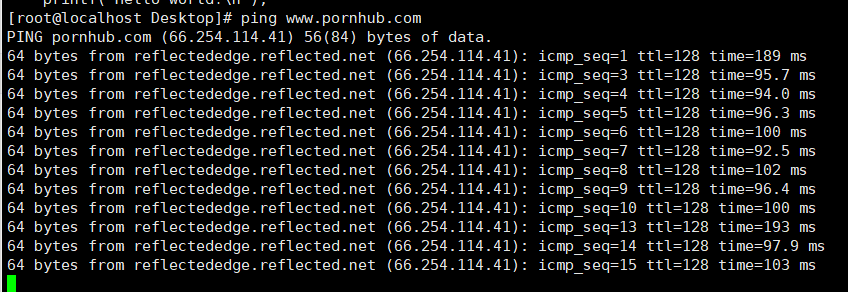 printf("Hello world!\n");
[root@localhost Desktop]# ping www.pornhub.com
PING pornhub.com (66.254.114.41) 56(84) bytes of data.
64 bytes from reflectededge.reflected.net (66.254.114.41): icmp_seq=1 ttl=128 time=189 ms
64 bytes from reflectededge.reflected.net (66.254.114.41): icmp_seq=3 ttl=128 time=95.7 ms
64 bytes from reflectededge.reflected.net (66.254.114.41): icmp_seq=4 ttl=128 time=94.0 ms
64 bytes from reflectededge.reflected.net (66.254.114.41): icmp_seq=5 ttl=128 time=96.3 ms
64 bytes from reflectededge.reflected.net (66.254.114.41): icmp_seq=6 ttl=128 time=100 ms
64 bytes from reflectededge.reflected.net (66.254.114.41): icmp_seq=7 ttl=128 time=92.5 ms
64 bytes from reflectededge.reflected.net (66.254.114.41): icmp_seq=8 ttl=128 time=102 ms
64 bytes from reflectededge.reflected.net (66.254.114.41): icmp_seq=9 ttl=128 time=96.4 ms
64 bytes from reflectededge.reflected.net (66.254.114.41): icmp_seq=10 ttl=128 time=100 ms
64 bytes from reflectededge.reflected.net (66.254.114.41): icmp_seq=13 ttl=128 time=193 ms
64 bytes from reflectededge.reflected.net (66.254.114.41): icmp_seq=14 ttl=128 time=97.9 ms
64 bytes from reflectededge.reflected.net (66.254.114.41): icmp_seq=15 ttl=128 time=103 ms